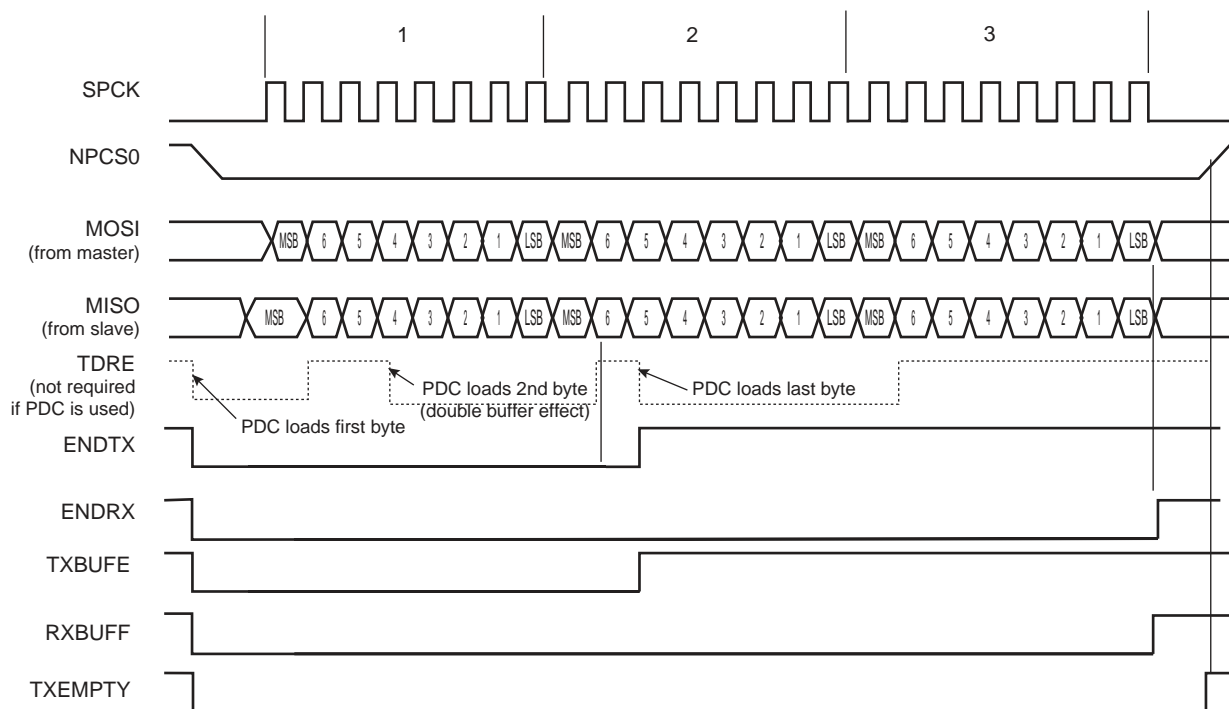 1 2 3
SPCK
NPCS0
MOSI
(from master)
MSB 6 5 4 3 2 1 LSB MSB 6 5 4 3 2 1 LSB MSB 6 5 4 3 2 1 LSB
MISO
(from slave)
MSB 6 5 4 3 2 1 LSB MSB 6 5 4 3 2 1 LSB MSB 6 5 4 3 2 1 LSB
TDRE
(not required
if PDC is used)
PDC loads first byte
PDC loads 2nd byte
(double buffer effect)
PDC loads last byte
ENDTX
ENDRX
TXBUFE
RXBUFF
TXEMPTY